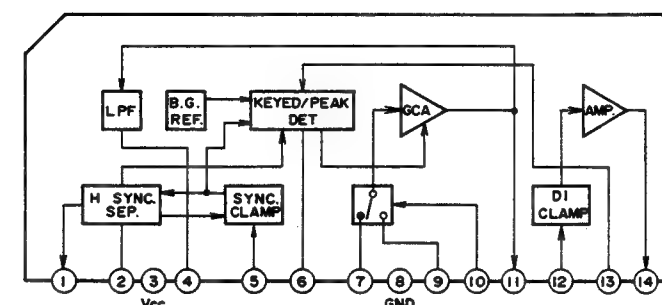 LPF
B.G.
REF.
KEYED/PEAK
DET
GCA
AMP.
H SYNC.
SEP.
SYNC.
CLAMP
DI
CLAMP
1 2 3 4 5 6 7 8 9 10 11 12 13 14
Vcc GND